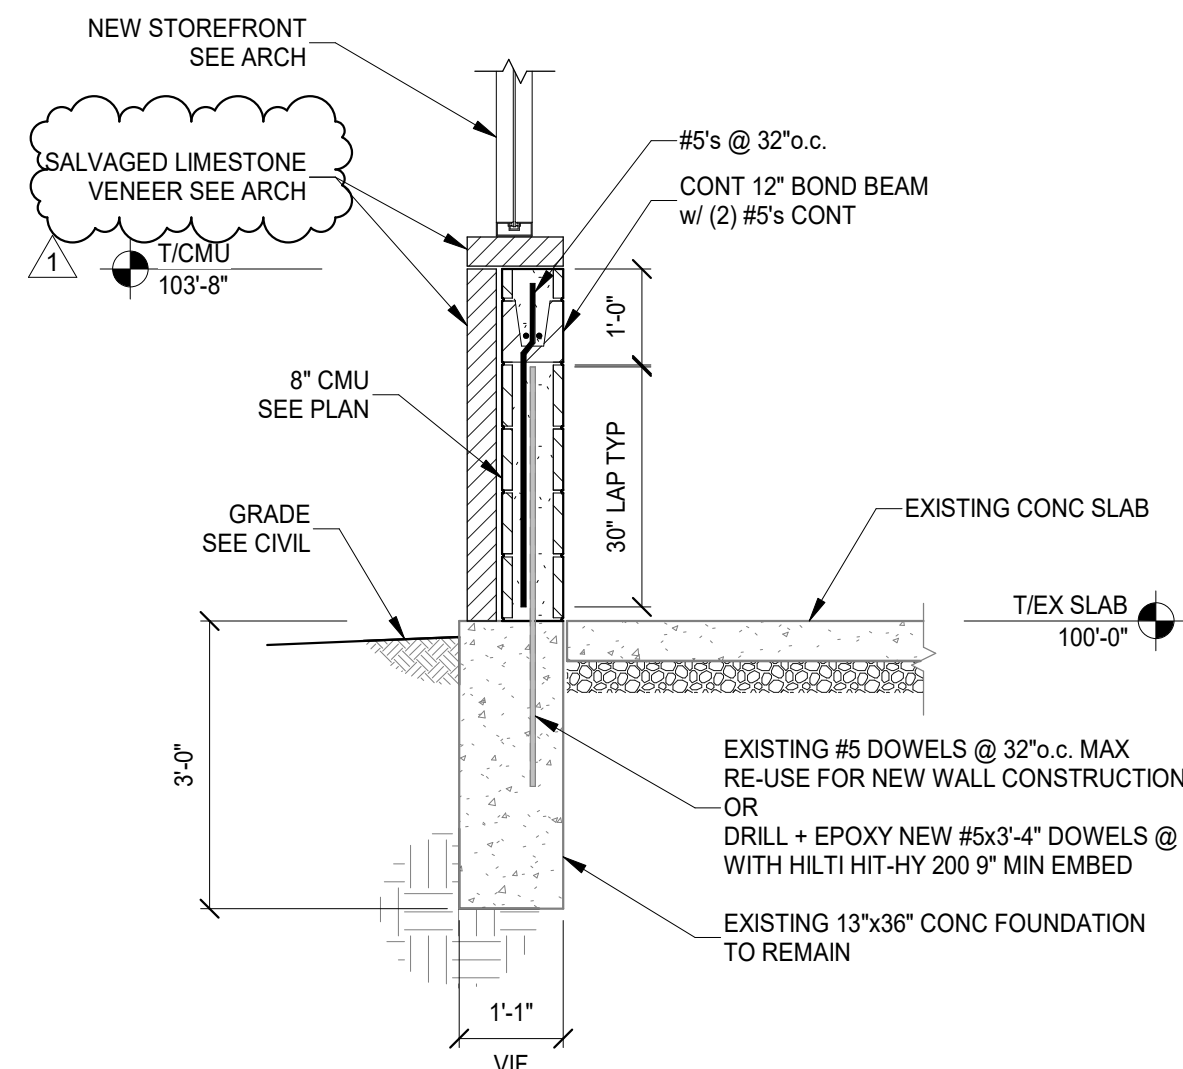 NEW STOREFRONT
SEE ARCH
SALVAGED LIMESTONE
VENEER SEE ARCH
1
T/CMU
103'-8"
#5's @ 32"o.c.
CONT 12" BOND BEAM
w/ (2) #5's CONT
1'-0"
8" CMU
SEE PLAN
30" LAP TYP
GRADE
SEE CIVIL
EXISTING CONC SLAB
T/EX SLAB
100'-0"
3'-0"
EXISTING #5 DOWELS @ 32"o.c. MAX
RE-USE FOR NEW WALL CONSTRUCTION
OR
DRILL + EPOXY NEW #5x3'-4" DOWELS @
WITH HILTI HIT-HY 200 9" MIN EMBED
EXISTING 13"x36" CONC FOUNDATION
TO REMAIN
1'-1"
VIF